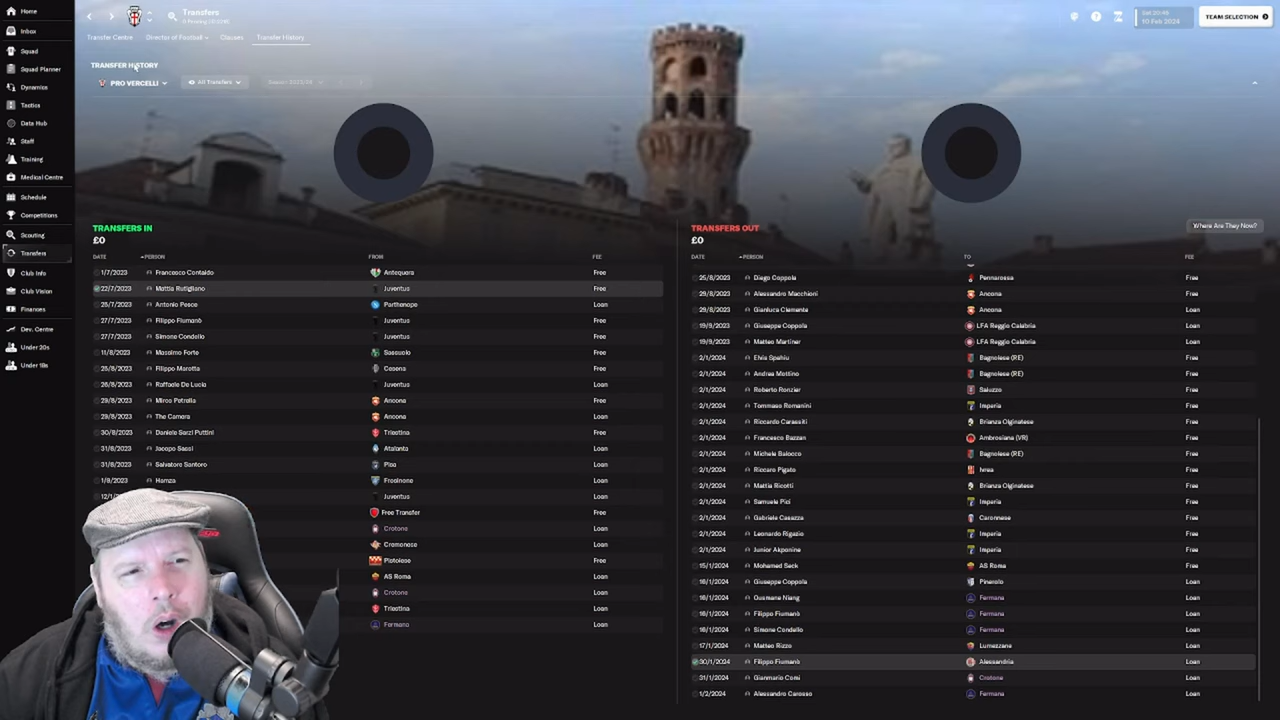 Home
Inbox
Squad
Squad Planner
Dynamics
Tactics
Data Hub
Staff
Training
Medical Centre
Schedule
Competitions
Scouting
Transfers
Club Info
Club Vision
Finances
Dev. Centre
Under 20s
Under 18s
Transfers
10 Feb 2024
TEAM SELECTION
Transfer Centre
Director of Football
Clauses
Transfer History
TRANSFER HISTORY
PRO VERCELLI
All Transfers
TRANSFERS IN
£0
DATE PERSON FROM FEE
1/7/2023 Francesco Contaldo Antequera Free
22/7/2023 Mattia Rutigliano Juventus Free
25/7/2023 Antonio Pesce Parthenope Loan
27/7/2023 Filippo Fiumanò Juventus Free
27/7/2023 Simone Condello Juventus Free
11/8/2023 Massimo Forte Sassuolo Free
25/8/2023 Filippo Marotta Cesena Free
26/8/2023 Raffaele De Lucia Juventus Loan
29/8/2023 Mirco Petrella Ancona Free
29/8/2023 The Camera Ancona Loan
30/8/2023 Daniele Sarzi Puttini Triestina Free
31/8/2023 Jacopo Sassi Atalanta Loan
31/8/2023 Salvatore Santoro Pisa Loan
1/9/2023 Hamza Frosinone Loan
Juventus Loan
Free Transfer Free
Crotone Loan
Cremonese Loan
Pistoiese Free
AS Roma Loan
Crotone Loan
Triestina Loan
Fermana Loan
TRANSFERS OUT
£0
Where Are They Now?
DATE PERSON TO FEE
25/8/2023 Diego Coppola Pennarossa Free
29/8/2023 Alessandro Macchioni Ancona Free
29/8/2023 Gianluca Clemente Ancona Loan
19/9/2023 Giuseppe Coppola LFA Reggio Calabria Loan
19/9/2023 Matteo Martiner LFA Reggio Calabria Loan
2/1/2024 Elvis Spahiu Bagnolese (RE) Free
2/1/2024 Andrea Mottino Bagnolese (RE) Free
2/1/2024 Roberto Ronzier Saluzzo Free
2/1/2024 Tommaso Romanini Imperia Free
2/1/2024 Riccardo Carassiti Brianza Olginatese Free
2/1/2024 Francesco Bazzan Ambrosiana (VR) Free
2/1/2024 Michele Balocco Bagnolese (RE) Free
2/1/2024 Riccaro Pigato Ivrea Free
2/1/2024 Mattia Ricotti Brianza Olginatese Free
2/1/2024 Samuele Pici Imperia Free
2/1/2024 Gabriele Casazza Caronnese Free
2/1/2024 Leonardo Rigazio Imperia Free
2/1/2024 Junior Akponine Imperia Free
15/1/2024 Mohamed Seck AS Roma Free
16/1/2024 Giuseppe Coppola Pinerolo Loan
16/1/2024 Ousmane Niang Fermana Loan
16/1/2024 Filippo Fiumanò Fermana Loan
16/1/2024 Simone Condello Fermana Loan
17/1/2024 Matteo Rizzo Lumezzane Loan
30/1/2024 Filippo Fiumanò Alessandria Loan
31/1/2024 Gianmario Comi Crotone Loan
1/2/2024 Alessandro Carosso Fermana Loan